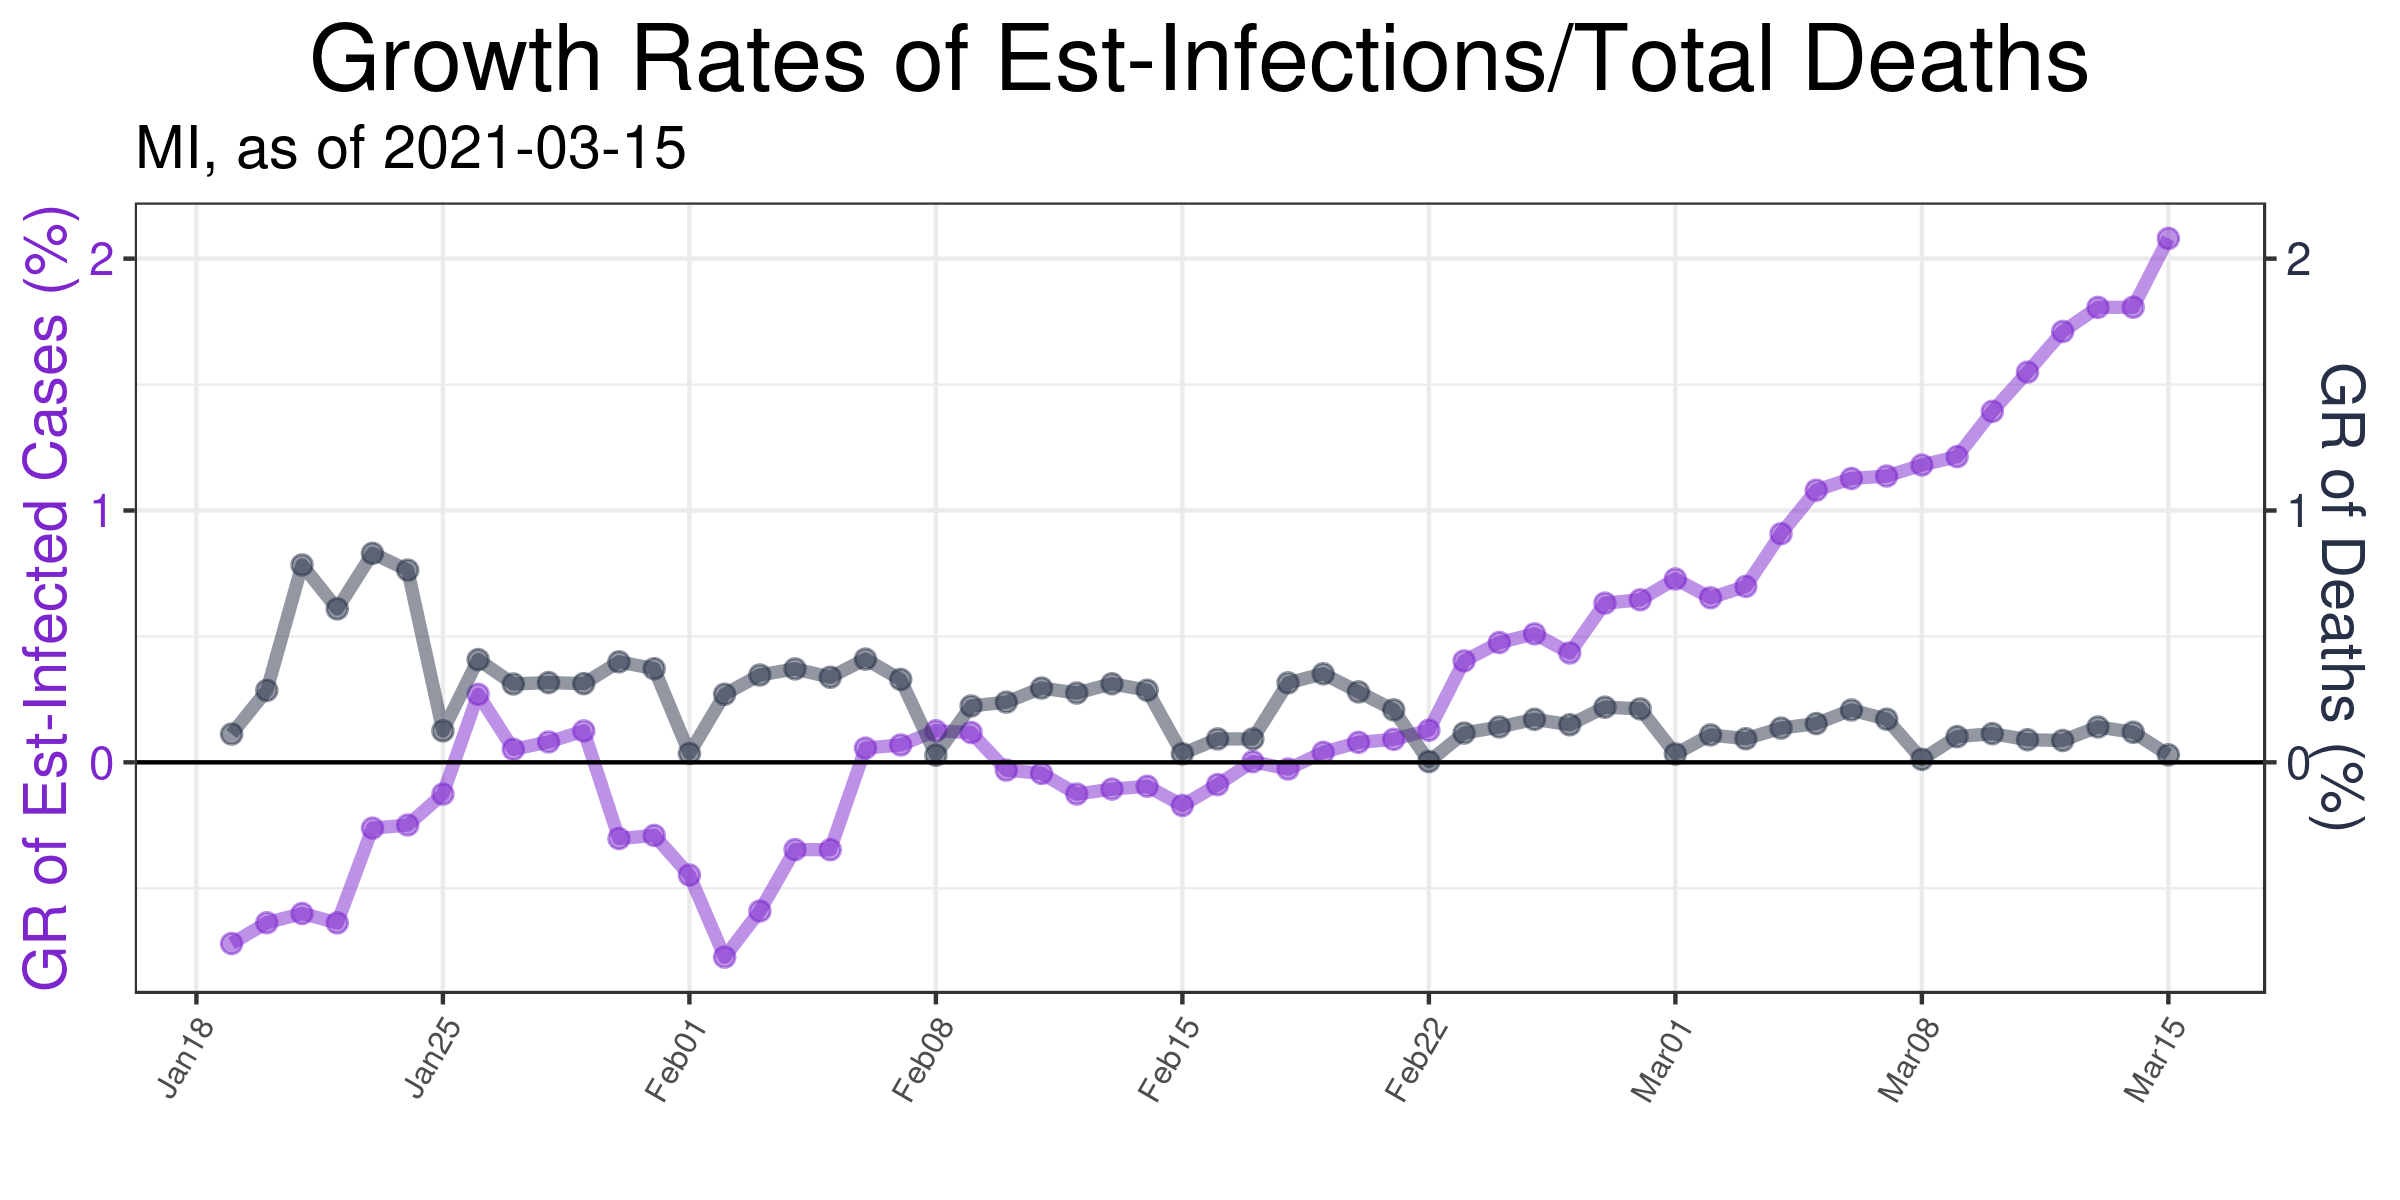 Growth Rates of Est-Infections/Total Deaths
MI, as of 2021-03-15
GR of Est-Infected Cases (%)
2
1
0
2
1
0
GR of Deaths (%)
Jan18
Jan25
Feb01
Feb08
Feb15
Feb22
Mar01
Mar08
Mar15